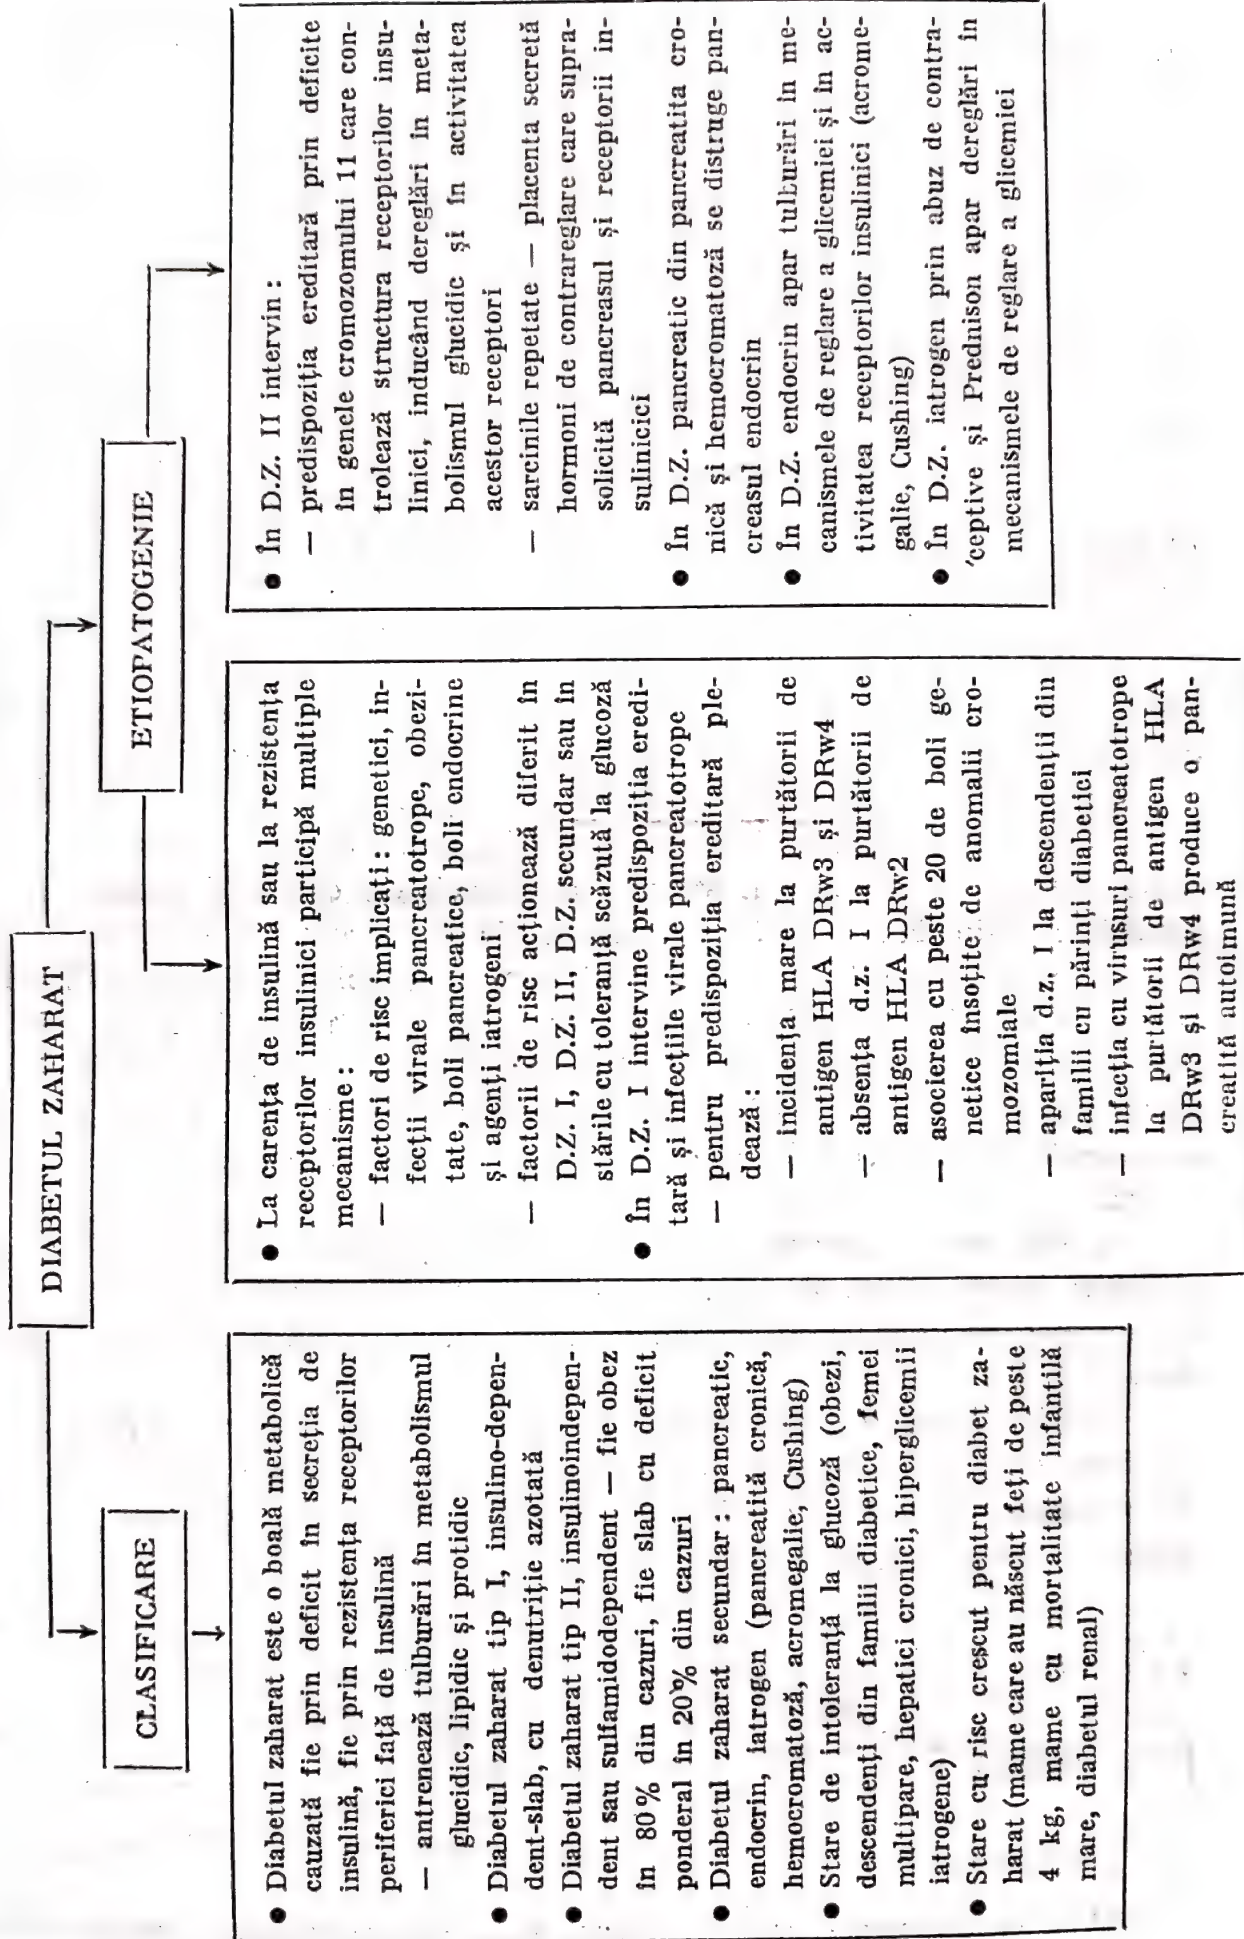 DIABETUL ZAHARAT
CLASIFICARE
● Diabetul zaharat este o boală metabolică
cauzată fie prin deficit în secreția de
insulină, fie prin rezistența receptorilor
periferici față de insulină
— antrenează tulburări în metabolismul
glucidic, lipidic și protidic
● Diabetul zaharat tip I, insulino-depen-
dent-slab, cu denutriție azotată
● Diabetul zaharat tip II, insulinoindepen-
dent sau sulfamidodependent — fie obez
în 80% din cazuri, fie slab cu deficit
ponderal în 20% din cazuri
● Diabetul zaharat secundar : pancreatic,
endocrin, iatrogen (pancreatită cronică,
hemocromatoză, acromegalie, Cushing)
● Stare de intoleranță la glucoză (obezi,
descendenți din familii diabetice, femei
multipare, hepatici cronici, hiperglicemii
iatrogene)
● Stare cu risc crescut pentru diabet za-
harat (mame care au născut feți de peste
4 kg, mame cu mortalitate infantilă
mare, diabetul renal)
ETIOPATOGENIE
● La carența de insulină sau la rezistența
receptorilor insulinici participă multiple
mecanisme :
— factori de risc implicați : genetici, in-
fecții virale pancreatotrope, obezi-
tate, boli pancreatice, boli endocrine
și agenți iatrogeni
— factorii de risc acționează diferit în
D.Z. I, D.Z. II, D.Z. secundar sau în
stările cu toleranță scăzută la glucoză
● În D.Z. I intervine predispoziția eredi-
tară și infecțiile virale pancreatotrope
— pentru predispoziția ereditară ple-
dează :
— incidența mare la purtătorii de
antigen HLA DRw3 și DRw4
— absența d.z. I la purtătorii de
antigen HLA DRw2
— asocierea cu peste 20 de boli ge-
netice însoțite de anomalii cro-
mozomiale
— apariția d.z. I la descendenții din
familii cu părinți diabetici
— infecția cu virusuri pancreatotrope
la purtătorii de antigen HLA
DRw3 și DRw4 produce o pan-
creatită autoimună
● În D.Z. II intervin :
— predispoziția ereditară prin deficite
în genele cromozomului 11 care con-
trolează structura receptorilor insu-
linici, inducând dereglări în meta-
bolismul glucidic și în activitatea
acestor receptori
— sarcinile repetate — placenta secretă
hormoni de contrareglare care supra-
solicită pancreasul și receptorii in-
sulinicici
● În D.Z. pancreatic din pancreatita cro-
nică și hemocromatoză se distruge pan-
creasul endocrin
● În D.Z. endocrin apar tulburări în me-
canismele de reglare a glicemiei și în ac-
tivitatea receptorilor insulinici (acrome-
galie, Cushing)
● În D.Z. iatrogen prin abuz de contra-
ceptive și Prednison apar dereglări în
mecanismele de reglare a glicemiei